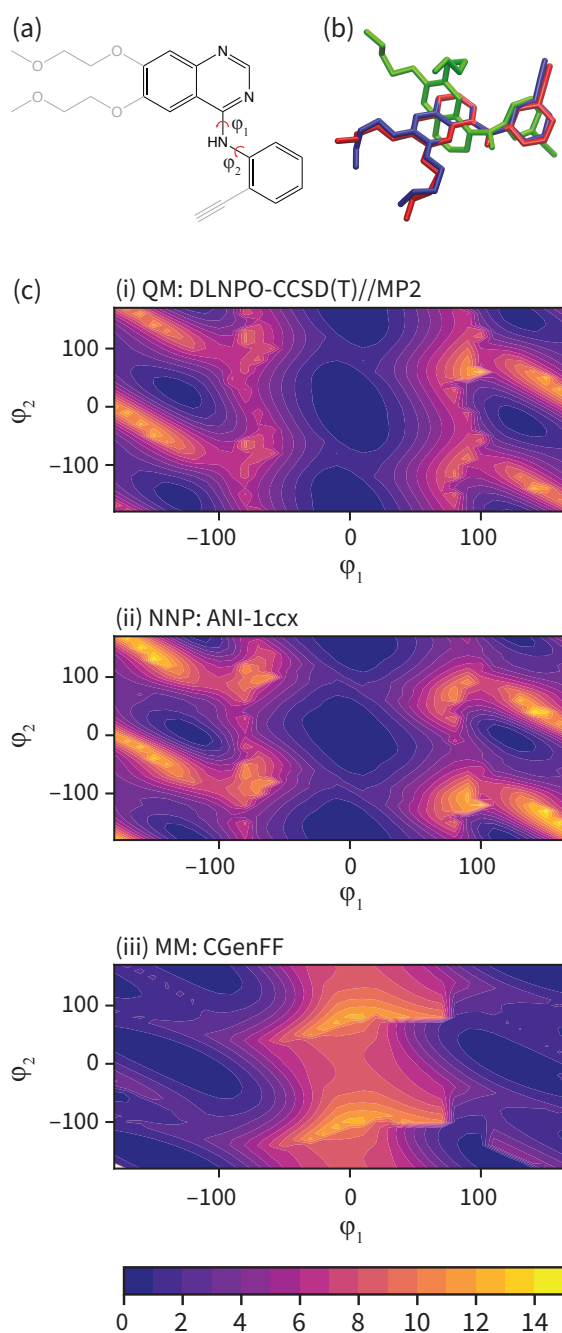 (a)
(b)
N
N
HN
O
O
O
O
φ1
φ2
(c)
(i) QM: DLNPO-CCSD(T)//MP2
φ2
100
0
−100
−100
0
100
φ1
(ii) NNP: ANI-1ccx
φ2
100
0
−100
−100
0
100
φ1
(iii) MM: CGenFF
φ2
100
0
−100
−100
0
100
φ1
0
2
4
6
8
10
12
14